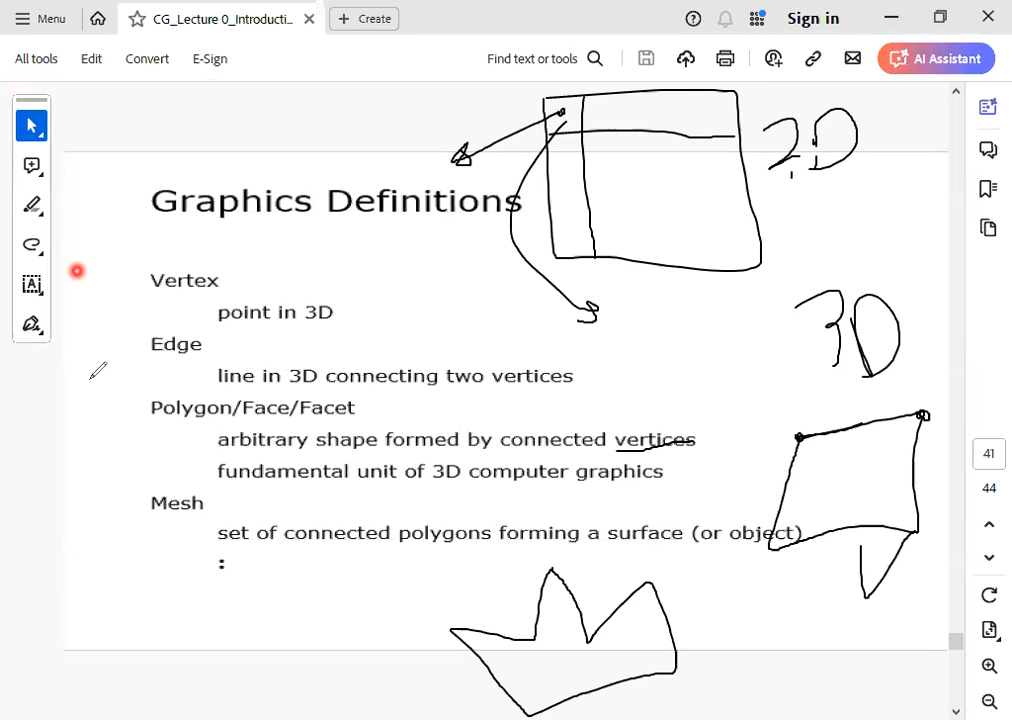 Menu
CG_Lecture 0_Introducti...
Create
Sign in
All tools
Edit
Convert
E-Sign
Find text or tools
AI Assistant
2D
Graphics Definitions
Vertex
point in 3D
3D
Edge
line in 3D connecting two vertices
Polygon/Face/Facet
arbitrary shape formed by connected vertices
fundamental unit of 3D computer graphics
Mesh
set of connected polygons forming a surface (or object)
:
41
44